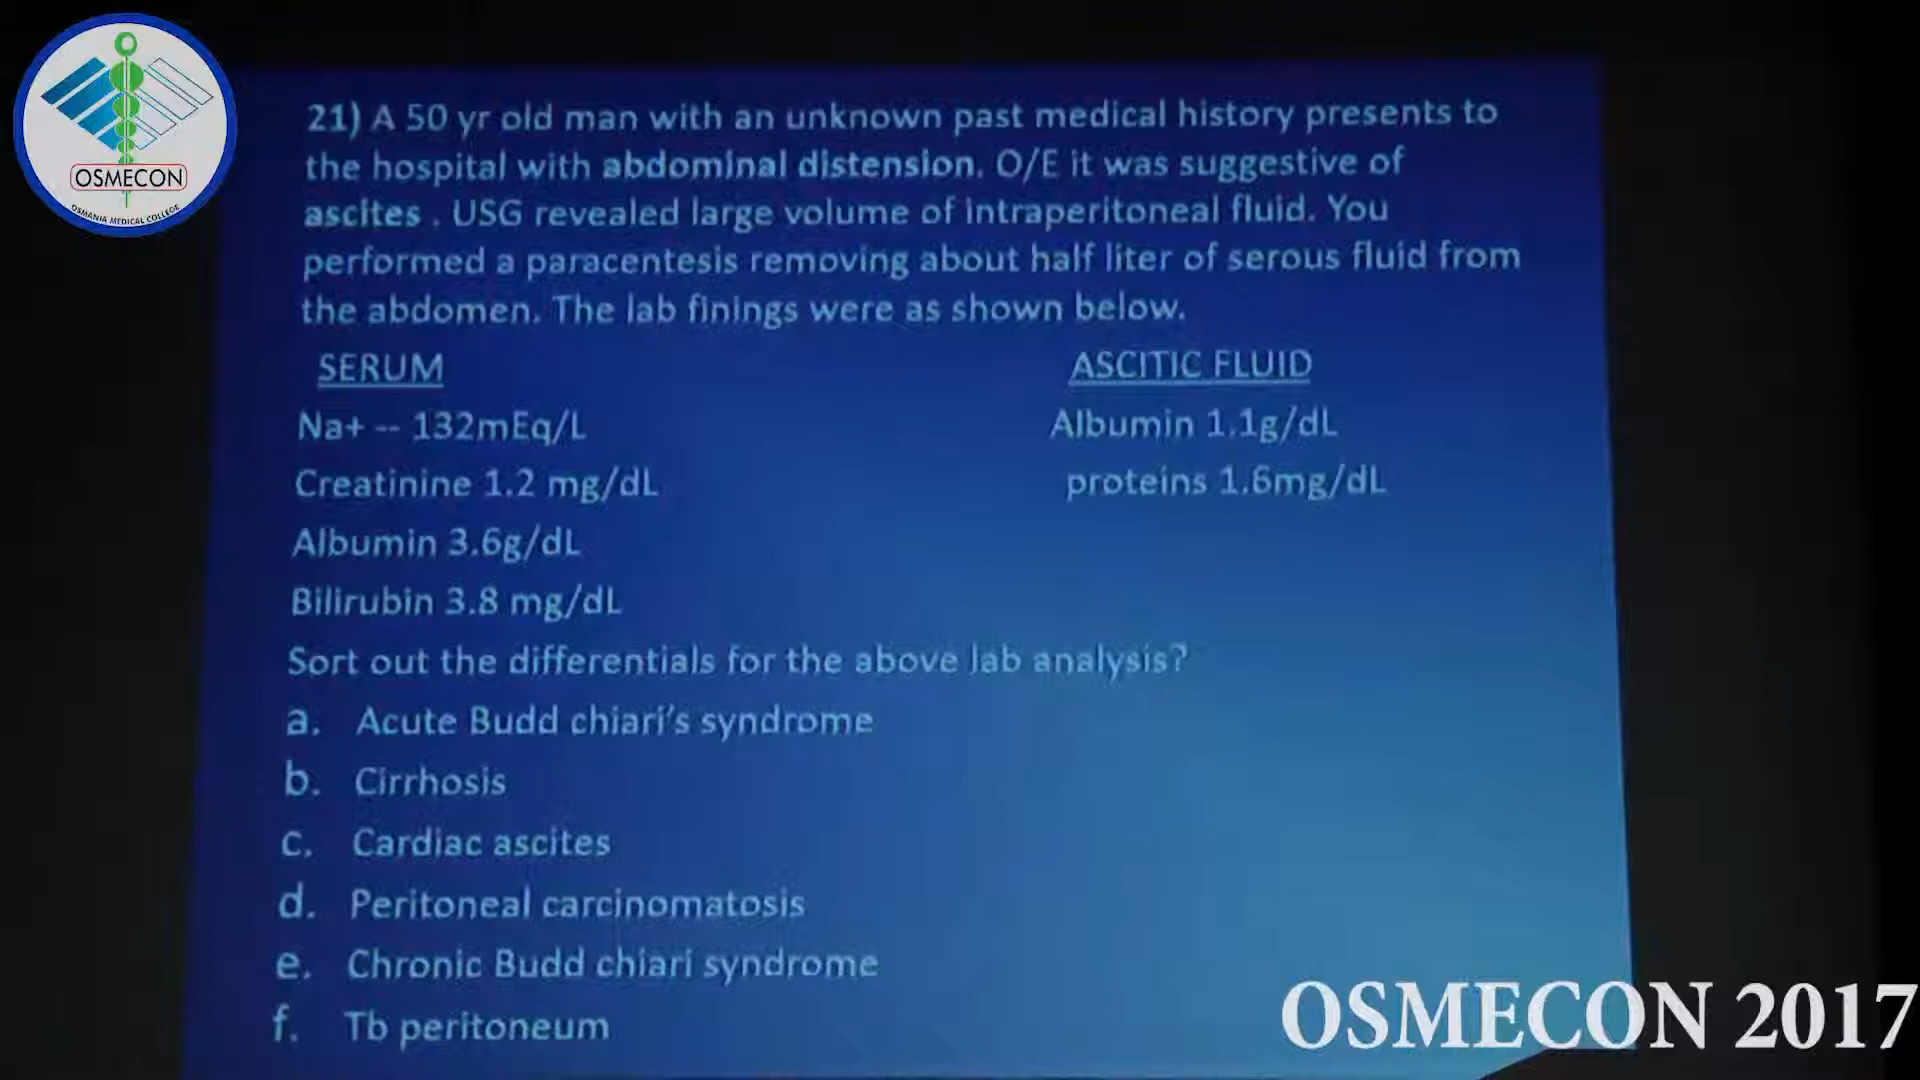 OSMECON
OSMANIA MEDICAL COLLEGE
21) A 50 yr old man with an unknown past medical history presents to
the hospital with abdominal distension. O/E it was suggestive of
ascites . USG revealed large volume of intraperitoneal fluid. You
performed a paracentesis removing about half liter of serous fluid from
the abdomen. The lab finings were as shown below.
SERUM
ASCITIC FLUID
Na+ -- 132mEq/L
Albumin 1.1g/dL
Creatinine 1.2 mg/dL
proteins 1.6mg/dL
Albumin 3.6g/dL
Bilirubin 3.8 mg/dL
Sort out the differentials for the above lab analysis?
a. Acute Budd chiari's syndrome
b. Cirrhosis
c. Cardiac ascites
d. Peritoneal carcinomatosis
e. Chronic Budd chiari syndrome
f. Tb peritoneum
OSMECON 2017